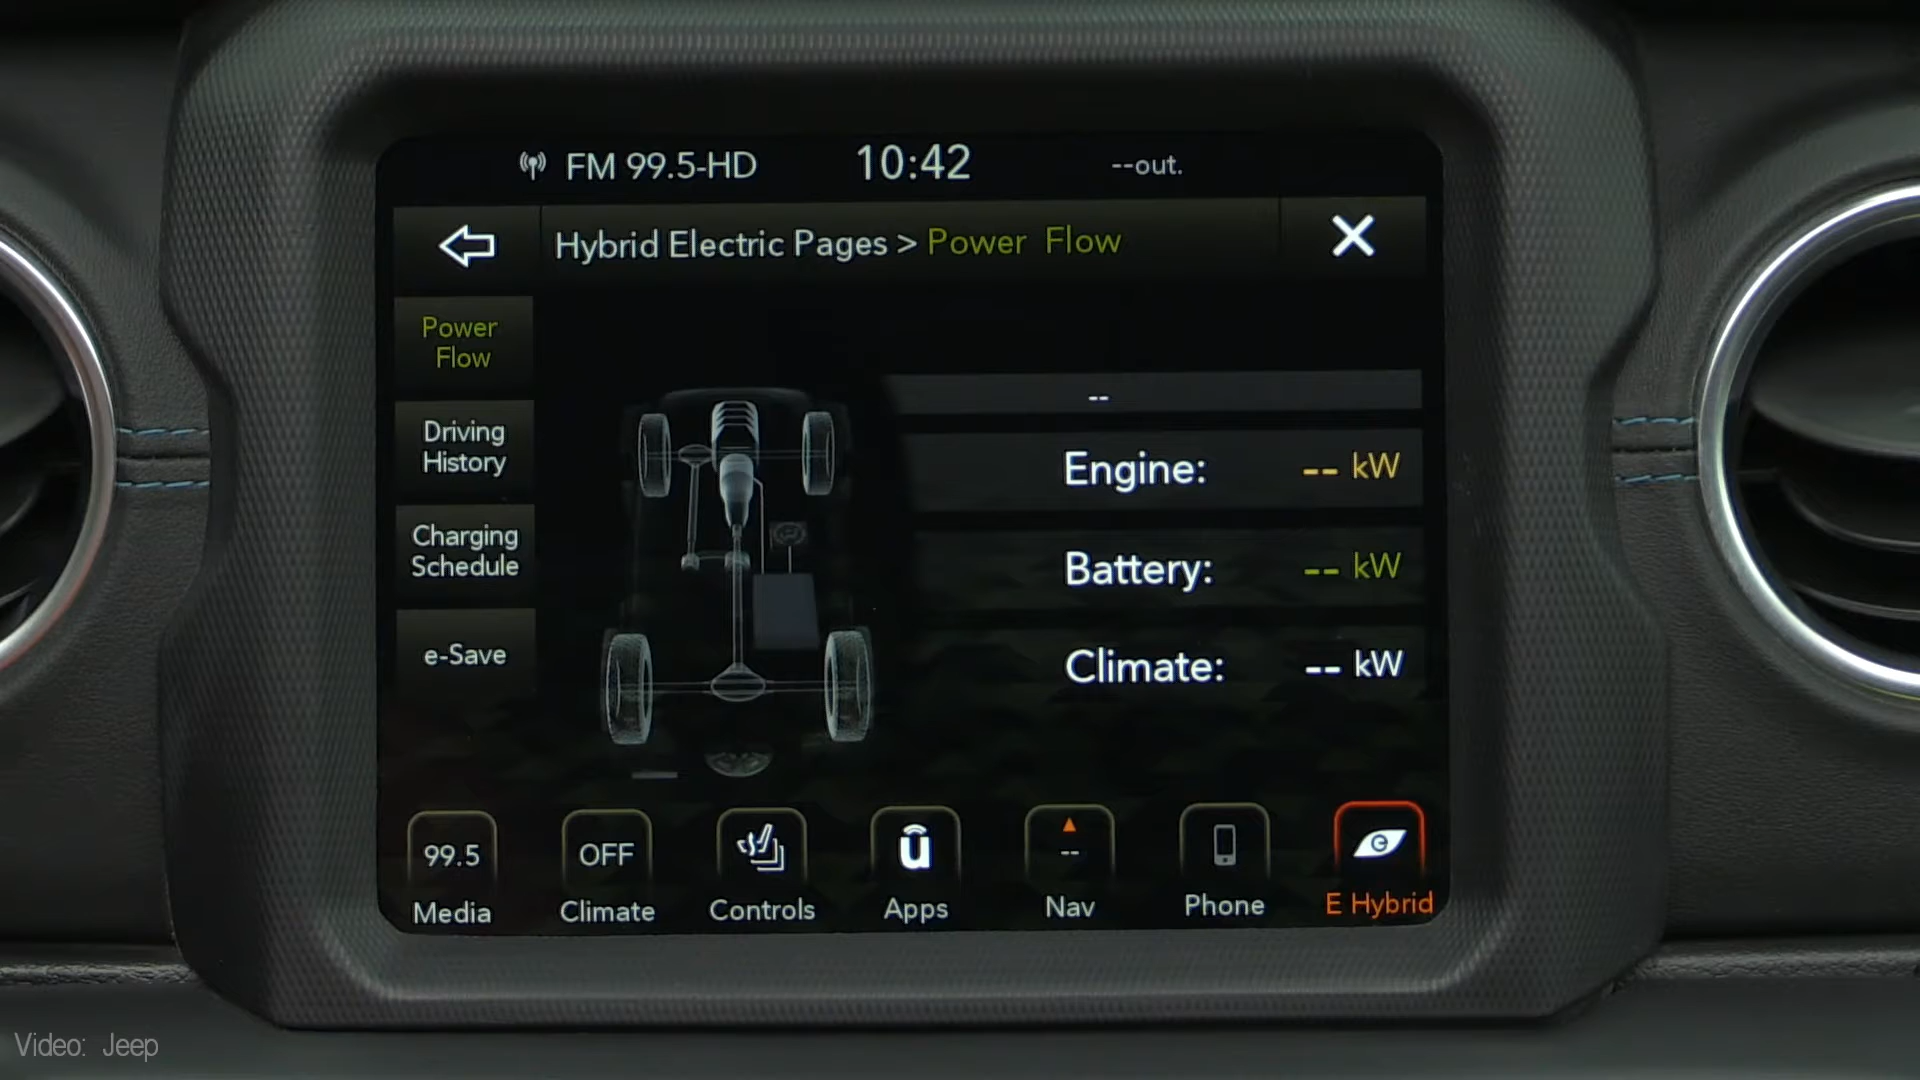 FM 99.5-HD
10:42
--out.
Hybrid Electric Pages > Power Flow
Power
Flow
Driving
History
Charging
Schedule
e-Save
--
Engine: -- kW
Battery: -- kW
Climate: -- kW
99.5
OFF
--
Media
Climate
Controls
Apps
Nav
Phone
E Hybrid
Video: Jeep